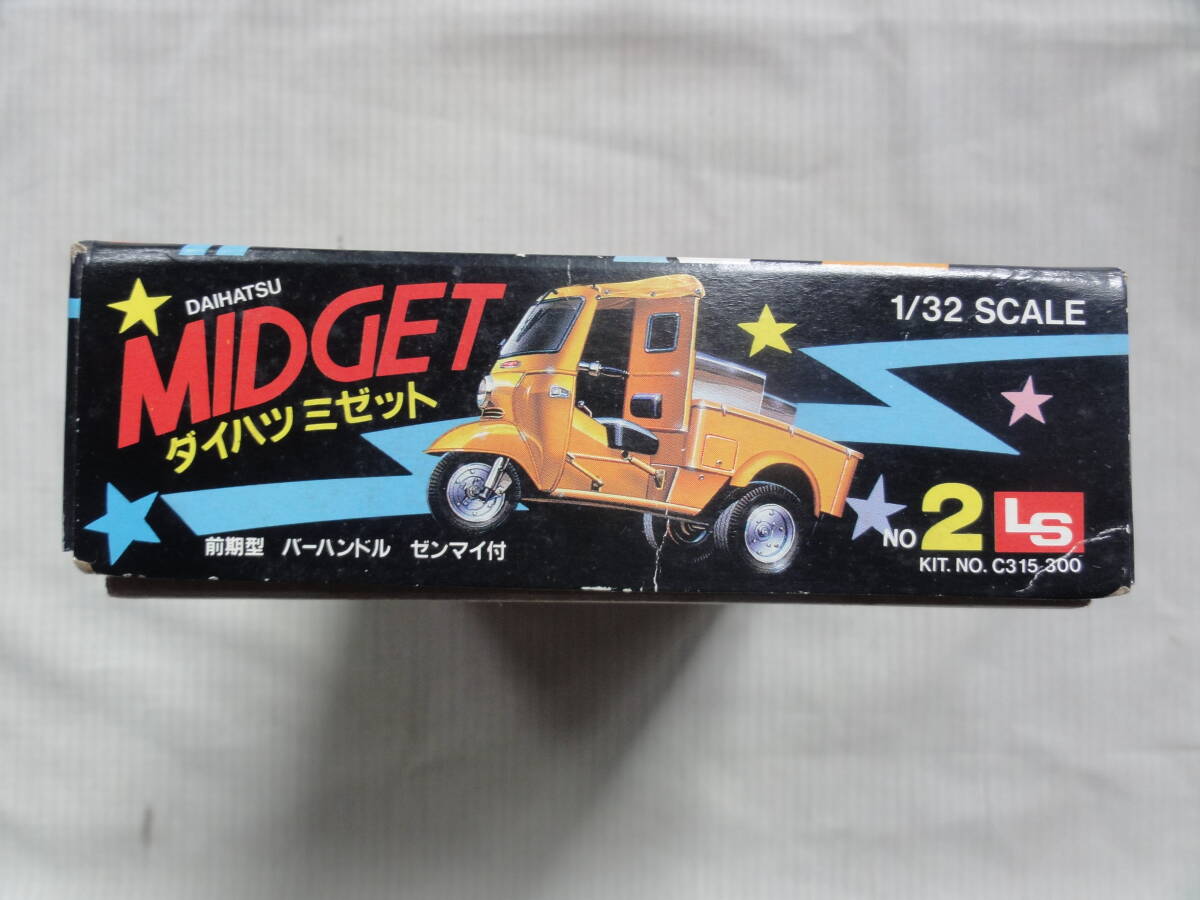 DAIHATSU
MIDGET
ダイハツ ミゼット
前期型 バーハンドル ゼンマイ付
1/32 SCALE
NO 2 LS
KIT. NO. C315-300